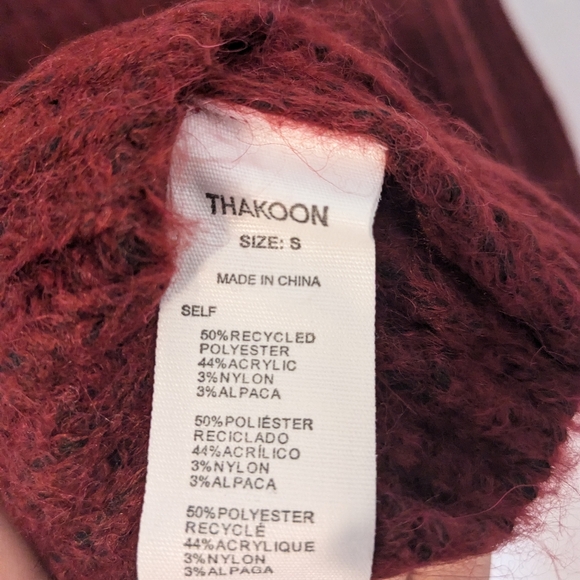 THAKOON
SIZE: S
MADE IN CHINA
SELF
50%RECYCLED
POLYESTER
44%ACRYLIC
3%NYLON
3%ALPACA
50%POLIÉSTER
RECICLADO
44%ACRÍLICO
3%NYLON
3%ALPACA
50%POLYESTER
RECYCLÉ
44%ACRYLIQUE
3%NYLON
3%ALPAGA